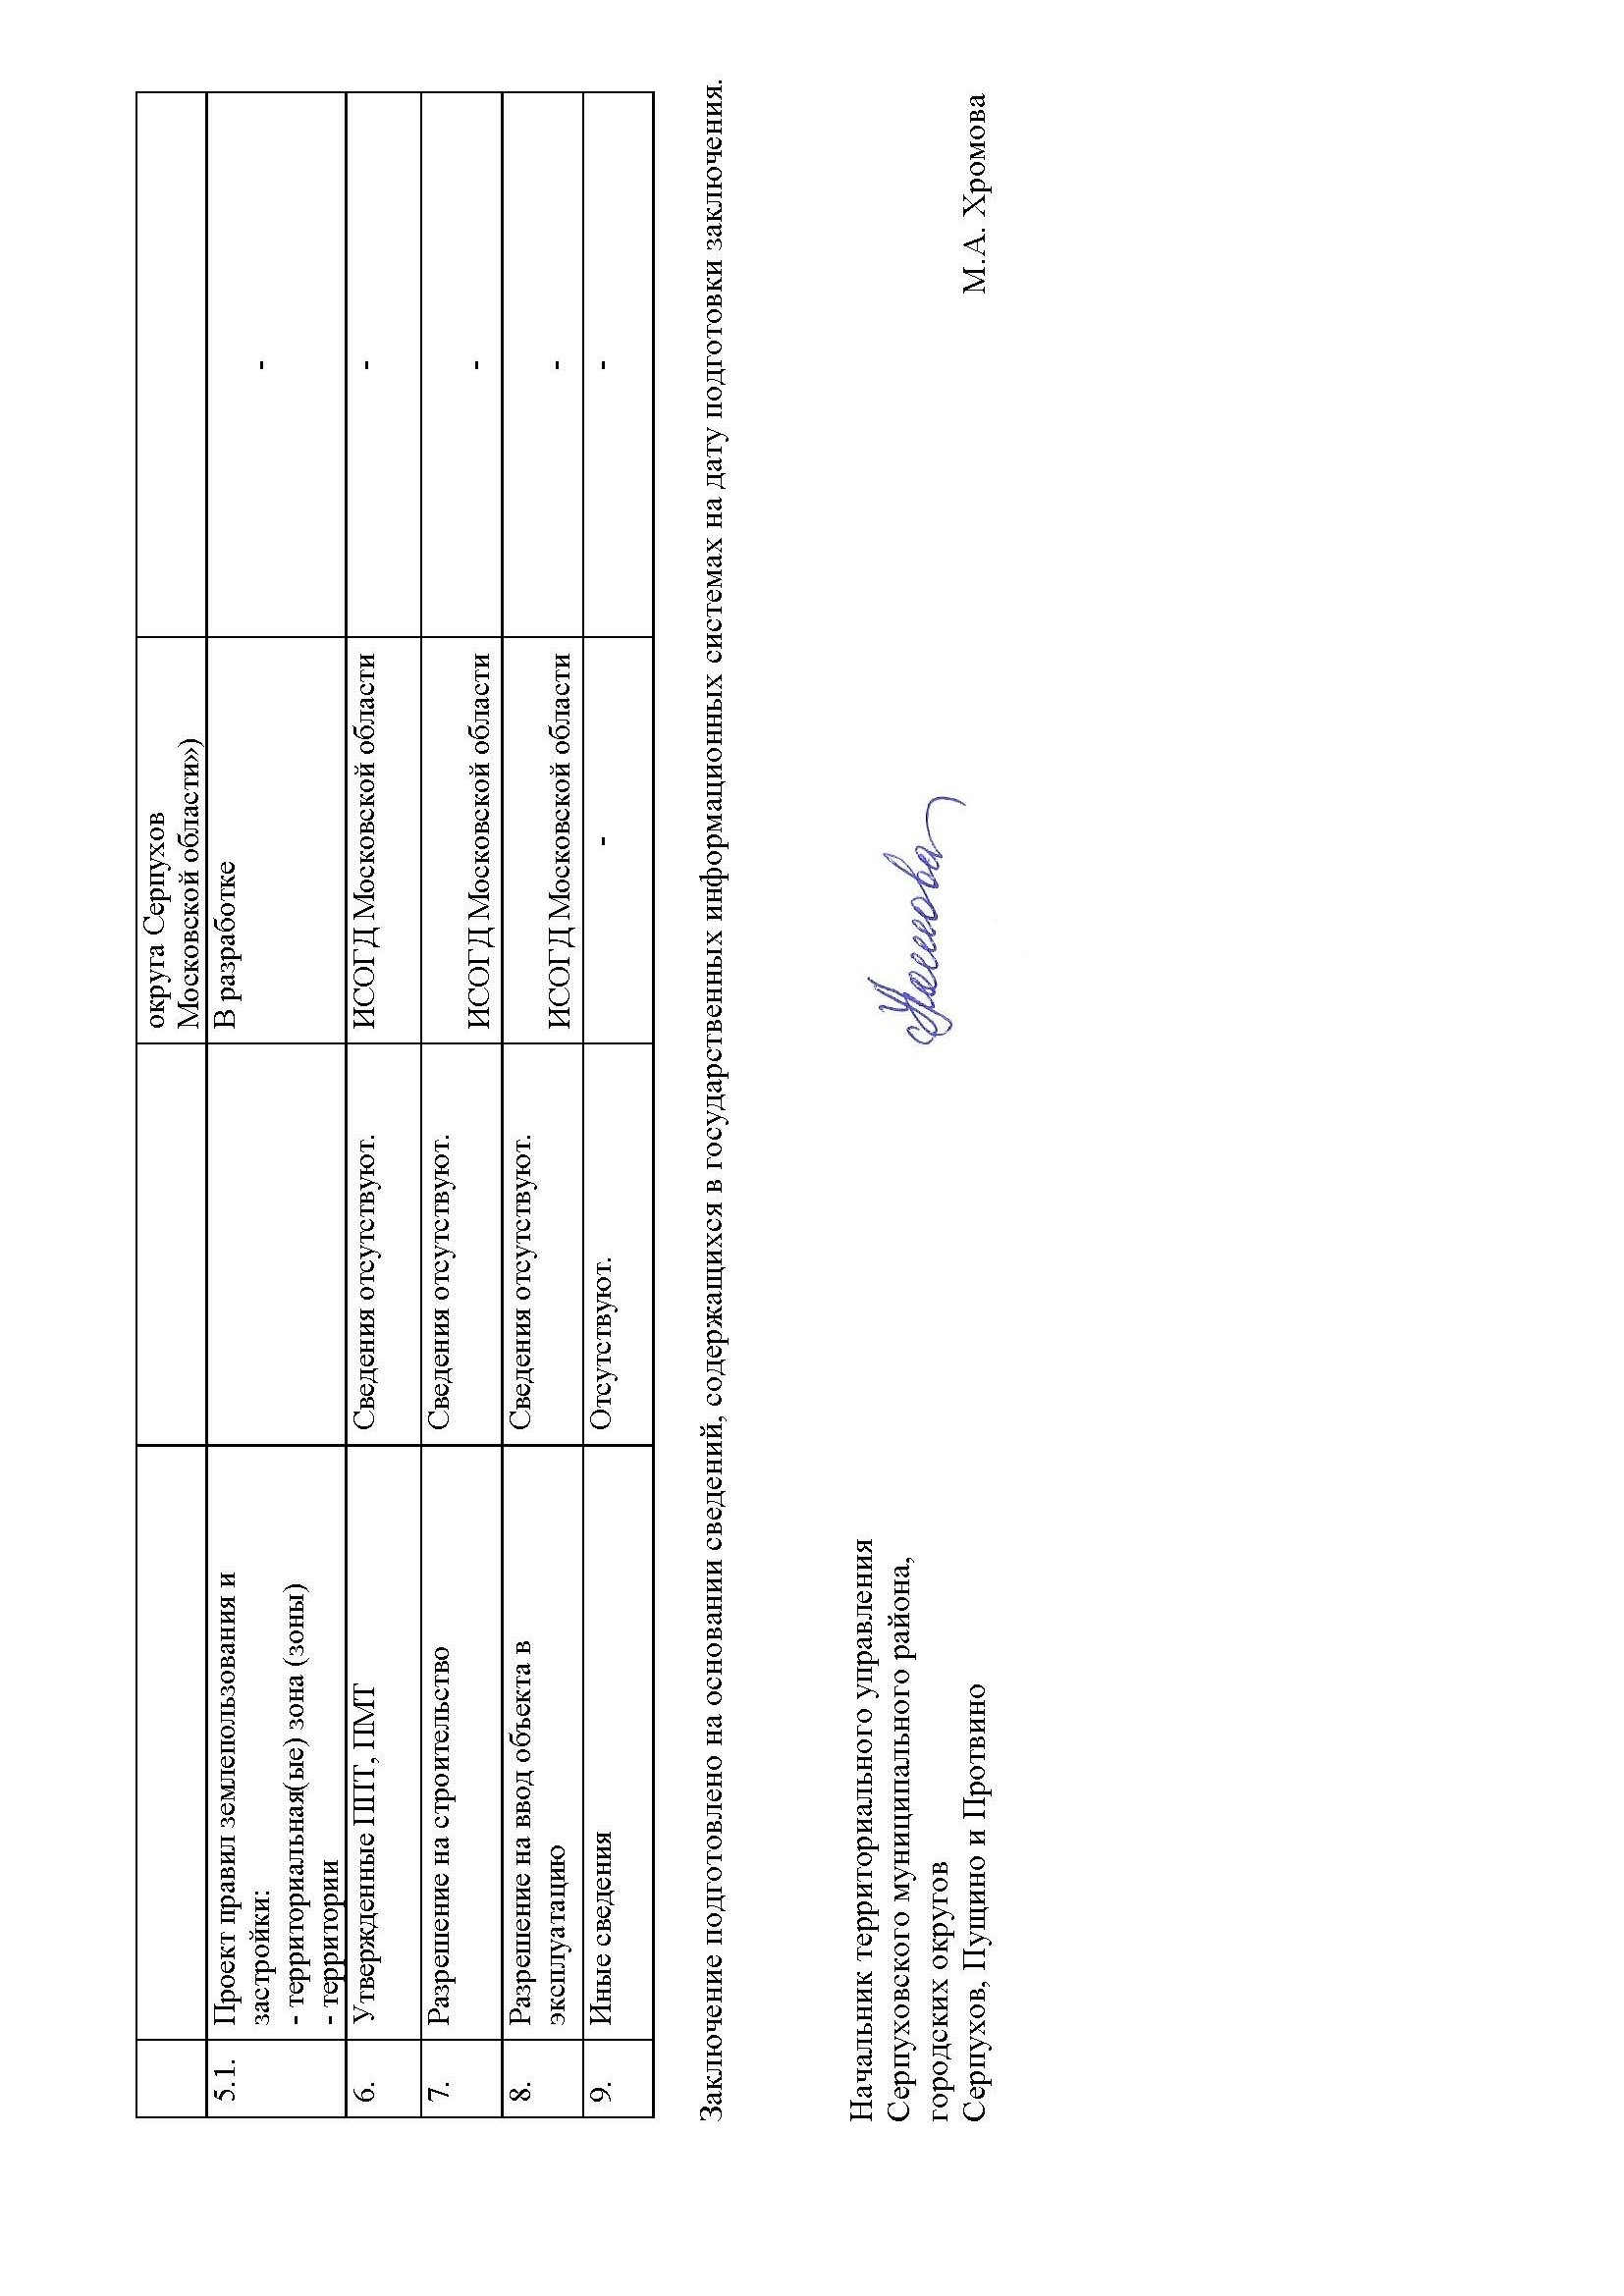 округа Серпухов
Московской области»)
5.1.
Проект правил землепользования и
застройки:
- территориальная(ые) зона (зоны)
- территории
В разработке
-
6.
Утвержденные ППТ, ПМТ
Сведения отсутствуют.
ИСОГД Московской области
-
7.
Разрешение на строительство
Сведения отсутствуют.
ИСОГД Московской области
-
8.
Разрешение на ввод объекта в
эксплуатацию
Сведения отсутствуют.
ИСОГД Московской области
-
9.
Иные сведения
Отсутствуют.
-
-
Заключение подготовлено на основании сведений, содержащихся в государственных информационных системах на дату подготовки заключения.
Начальник территориального управления
Серпуховского муниципального района,
городских округов
Серпухов, Пущино и Протвино
М.А. Хромова